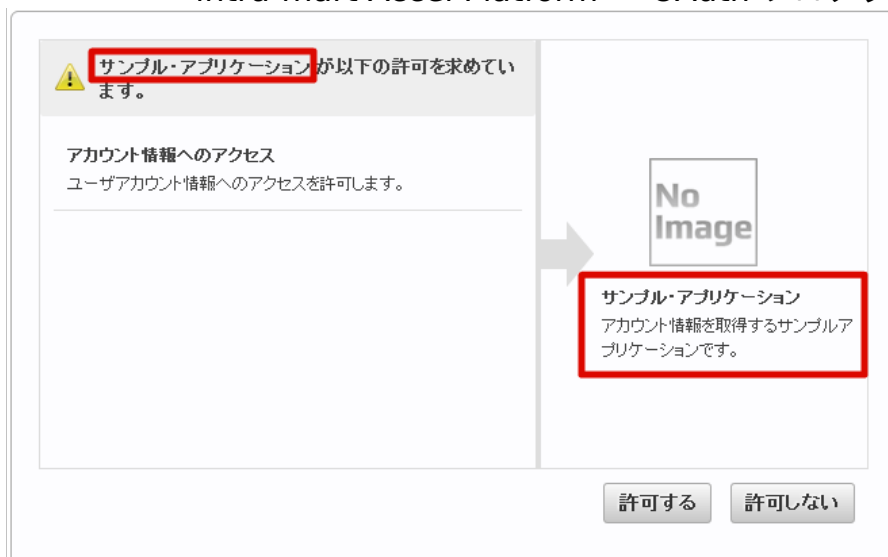 サンプル・アプリケーションが以下の許可を求めてい
ます。
アカウント情報へのアクセス
ユーザアカウント情報へのアクセスを許可します。
No
Image
サンプル・アプリケーション
アカウント情報を取得するサンプルア
プリケーションです。
許可する
許可しない